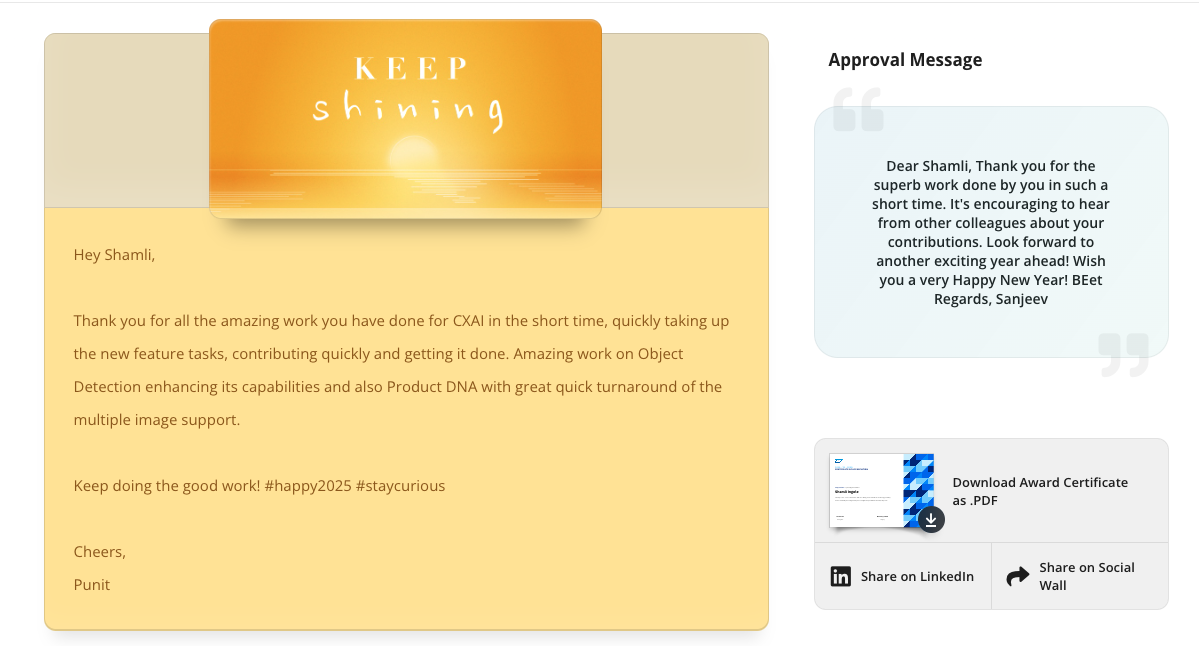 KEEP
shining
Hey Shamli,
Thank you for all the amazing work you have done for CXAI in the short time, quickly taking up
the new feature tasks, contributing quickly and getting it done. Amazing work on Object
Detection enhancing its capabilities and also Product DNA with great quick turnaround of the
multiple image support.
Keep doing the good work! #happy2025 #staycurious
Cheers,
Punit
Approval Message
Dear Shamli, Thank you for the
superb work done by you in such a
short time. It's encouraging to hear
from other colleagues about your
contributions. Look forward to
another exciting year ahead! Wish
you a very Happy New Year! BEet
Regards, Sanjeev
Download Award Certificate
as .PDF
Share on LinkedIn
Share on Social
Wall